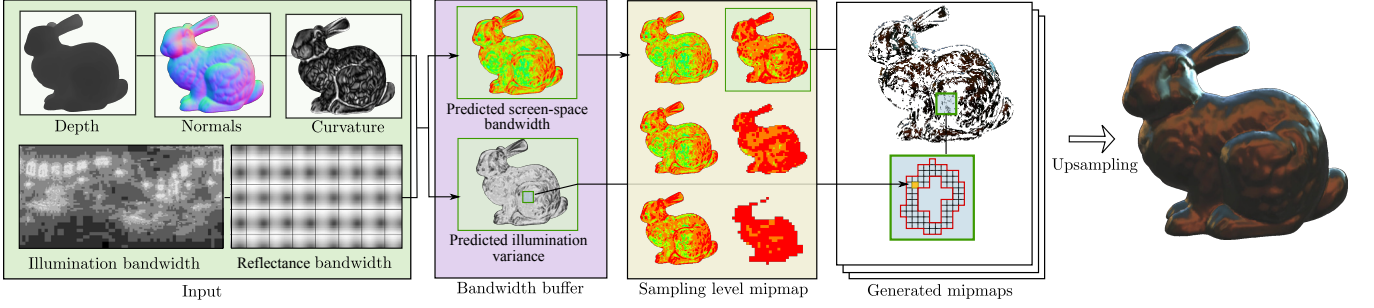 Depth
Normals
Curvature
Illumination bandwidth
Reflectance bandwidth
Input
Predicted screen-space
bandwidth
Predicted illumination
variance
Bandwidth buffer
Sampling level mipmap
Generated mipmaps
Upsampling